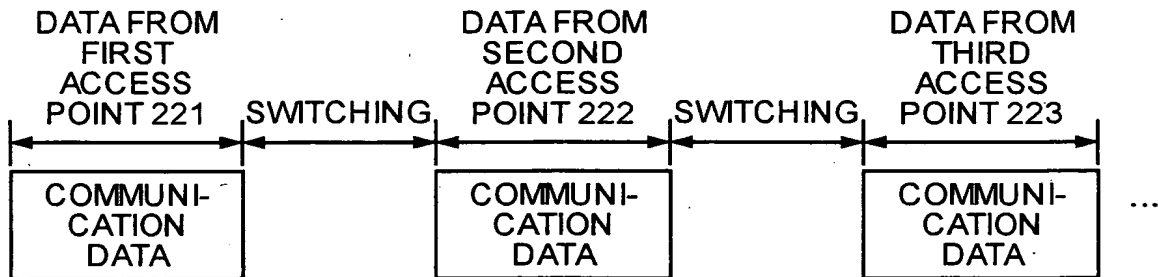 DATA FROM
FIRST
ACCESS
POINT 221
SWITCHING
DATA FROM
SECOND
ACCESS
POINT 222
SWITCHING
DATA FROM
THIRD
ACCESS
POINT 223
COMMUNI-
CATION
DATA
COMMUNI-
CATION
DATA
COMMUNI-
CATION
DATA
...